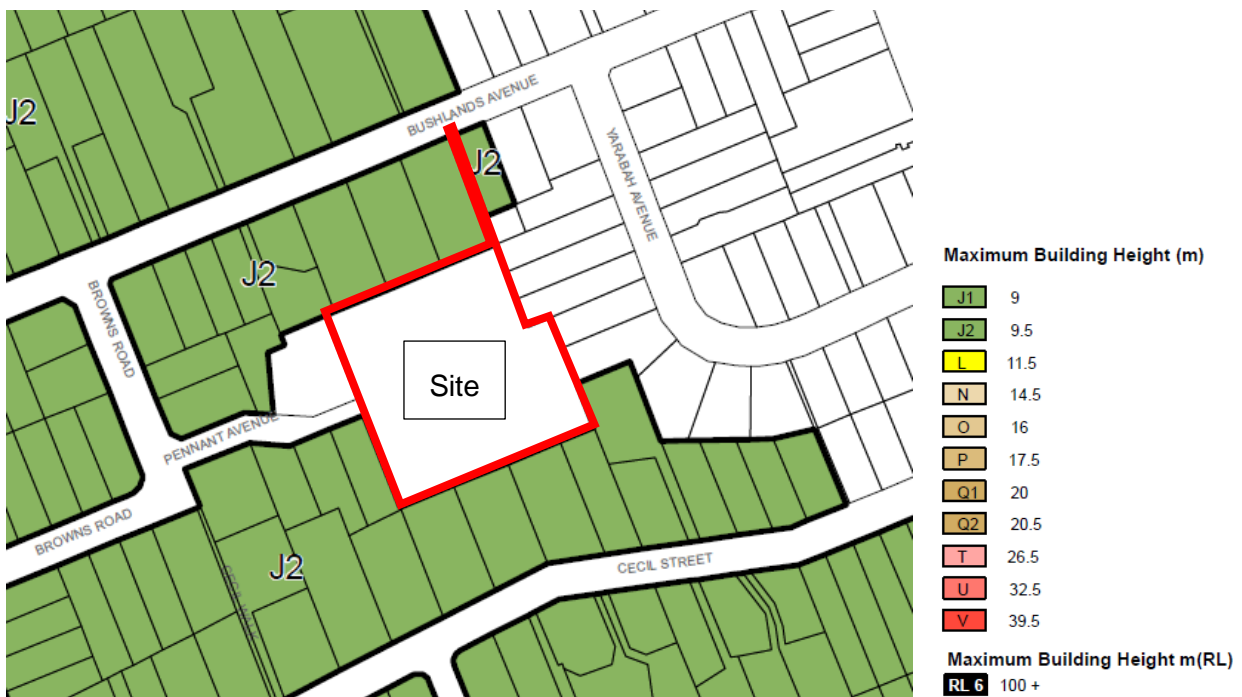 J2
BUSHLANDS AVENUE
J2
YARABAH AVENUE
J2
BROWNS ROAD
Site
PENNANT AVENUE
BROWNS ROAD
J2
CECIL STREET
CECIL WALK
Maximum Building Height (m)
J1 9
J2 9.5
L 11.5
N 14.5
O 16
P 17.5
Q1 20
Q2 20.5
T 26.5
U 32.5
V 39.5
Maximum Building Height m(RL)
RL 6 100 +